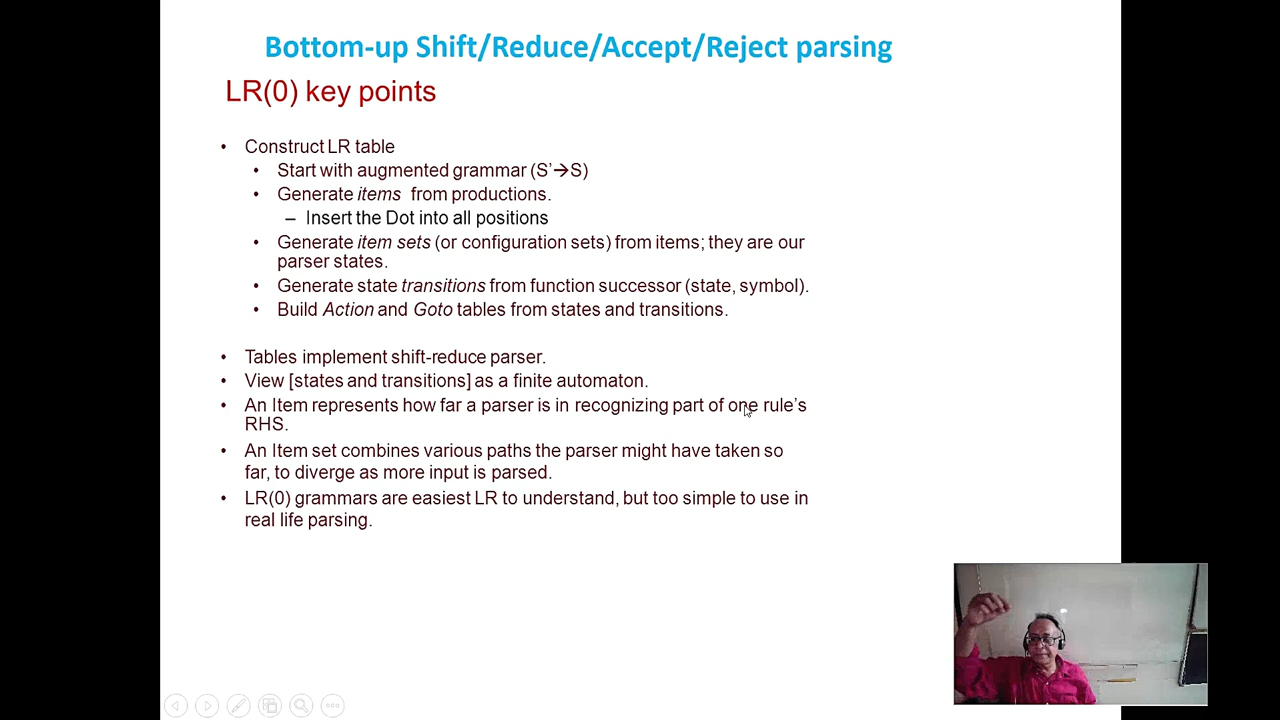 Bottom-up Shift/Reduce/Accept/Reject parsing
LR(0) key points
• Construct LR table
• Start with augmented grammar (S'→S)
• Generate items from productions.
– Insert the Dot into all positions
• Generate item sets (or configuration sets) from items; they are our
parser states.
• Generate state transitions from function successor (state, symbol).
• Build Action and Goto tables from states and transitions.
• Tables implement shift-reduce parser.
• View [states and transitions] as a finite automaton.
• An Item represents how far a parser is in recognizing part of one rule's
RHS.
• An Item set combines various paths the parser might have taken so
far, to diverge as more input is parsed.
• LR(0) grammars are easiest LR to understand, but too simple to use in
real life parsing.